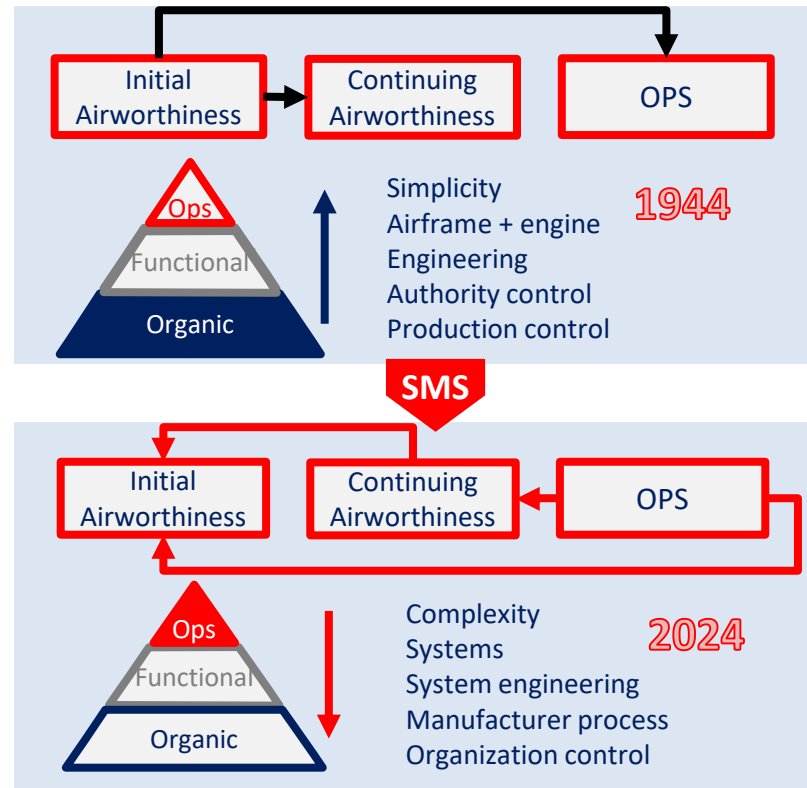 Initial
Airworthiness
Continuing
Airworthiness
OPS
Ops
Functional
Organic
Simplicity
Airframe + engine
Engineering
Authority control
Production control
1944
SMS
Initial
Airworthiness
Continuing
Airworthiness
OPS
Ops
Functional
Organic
Complexity
Systems
System engineering
Manufacturer process
Organization control
2024